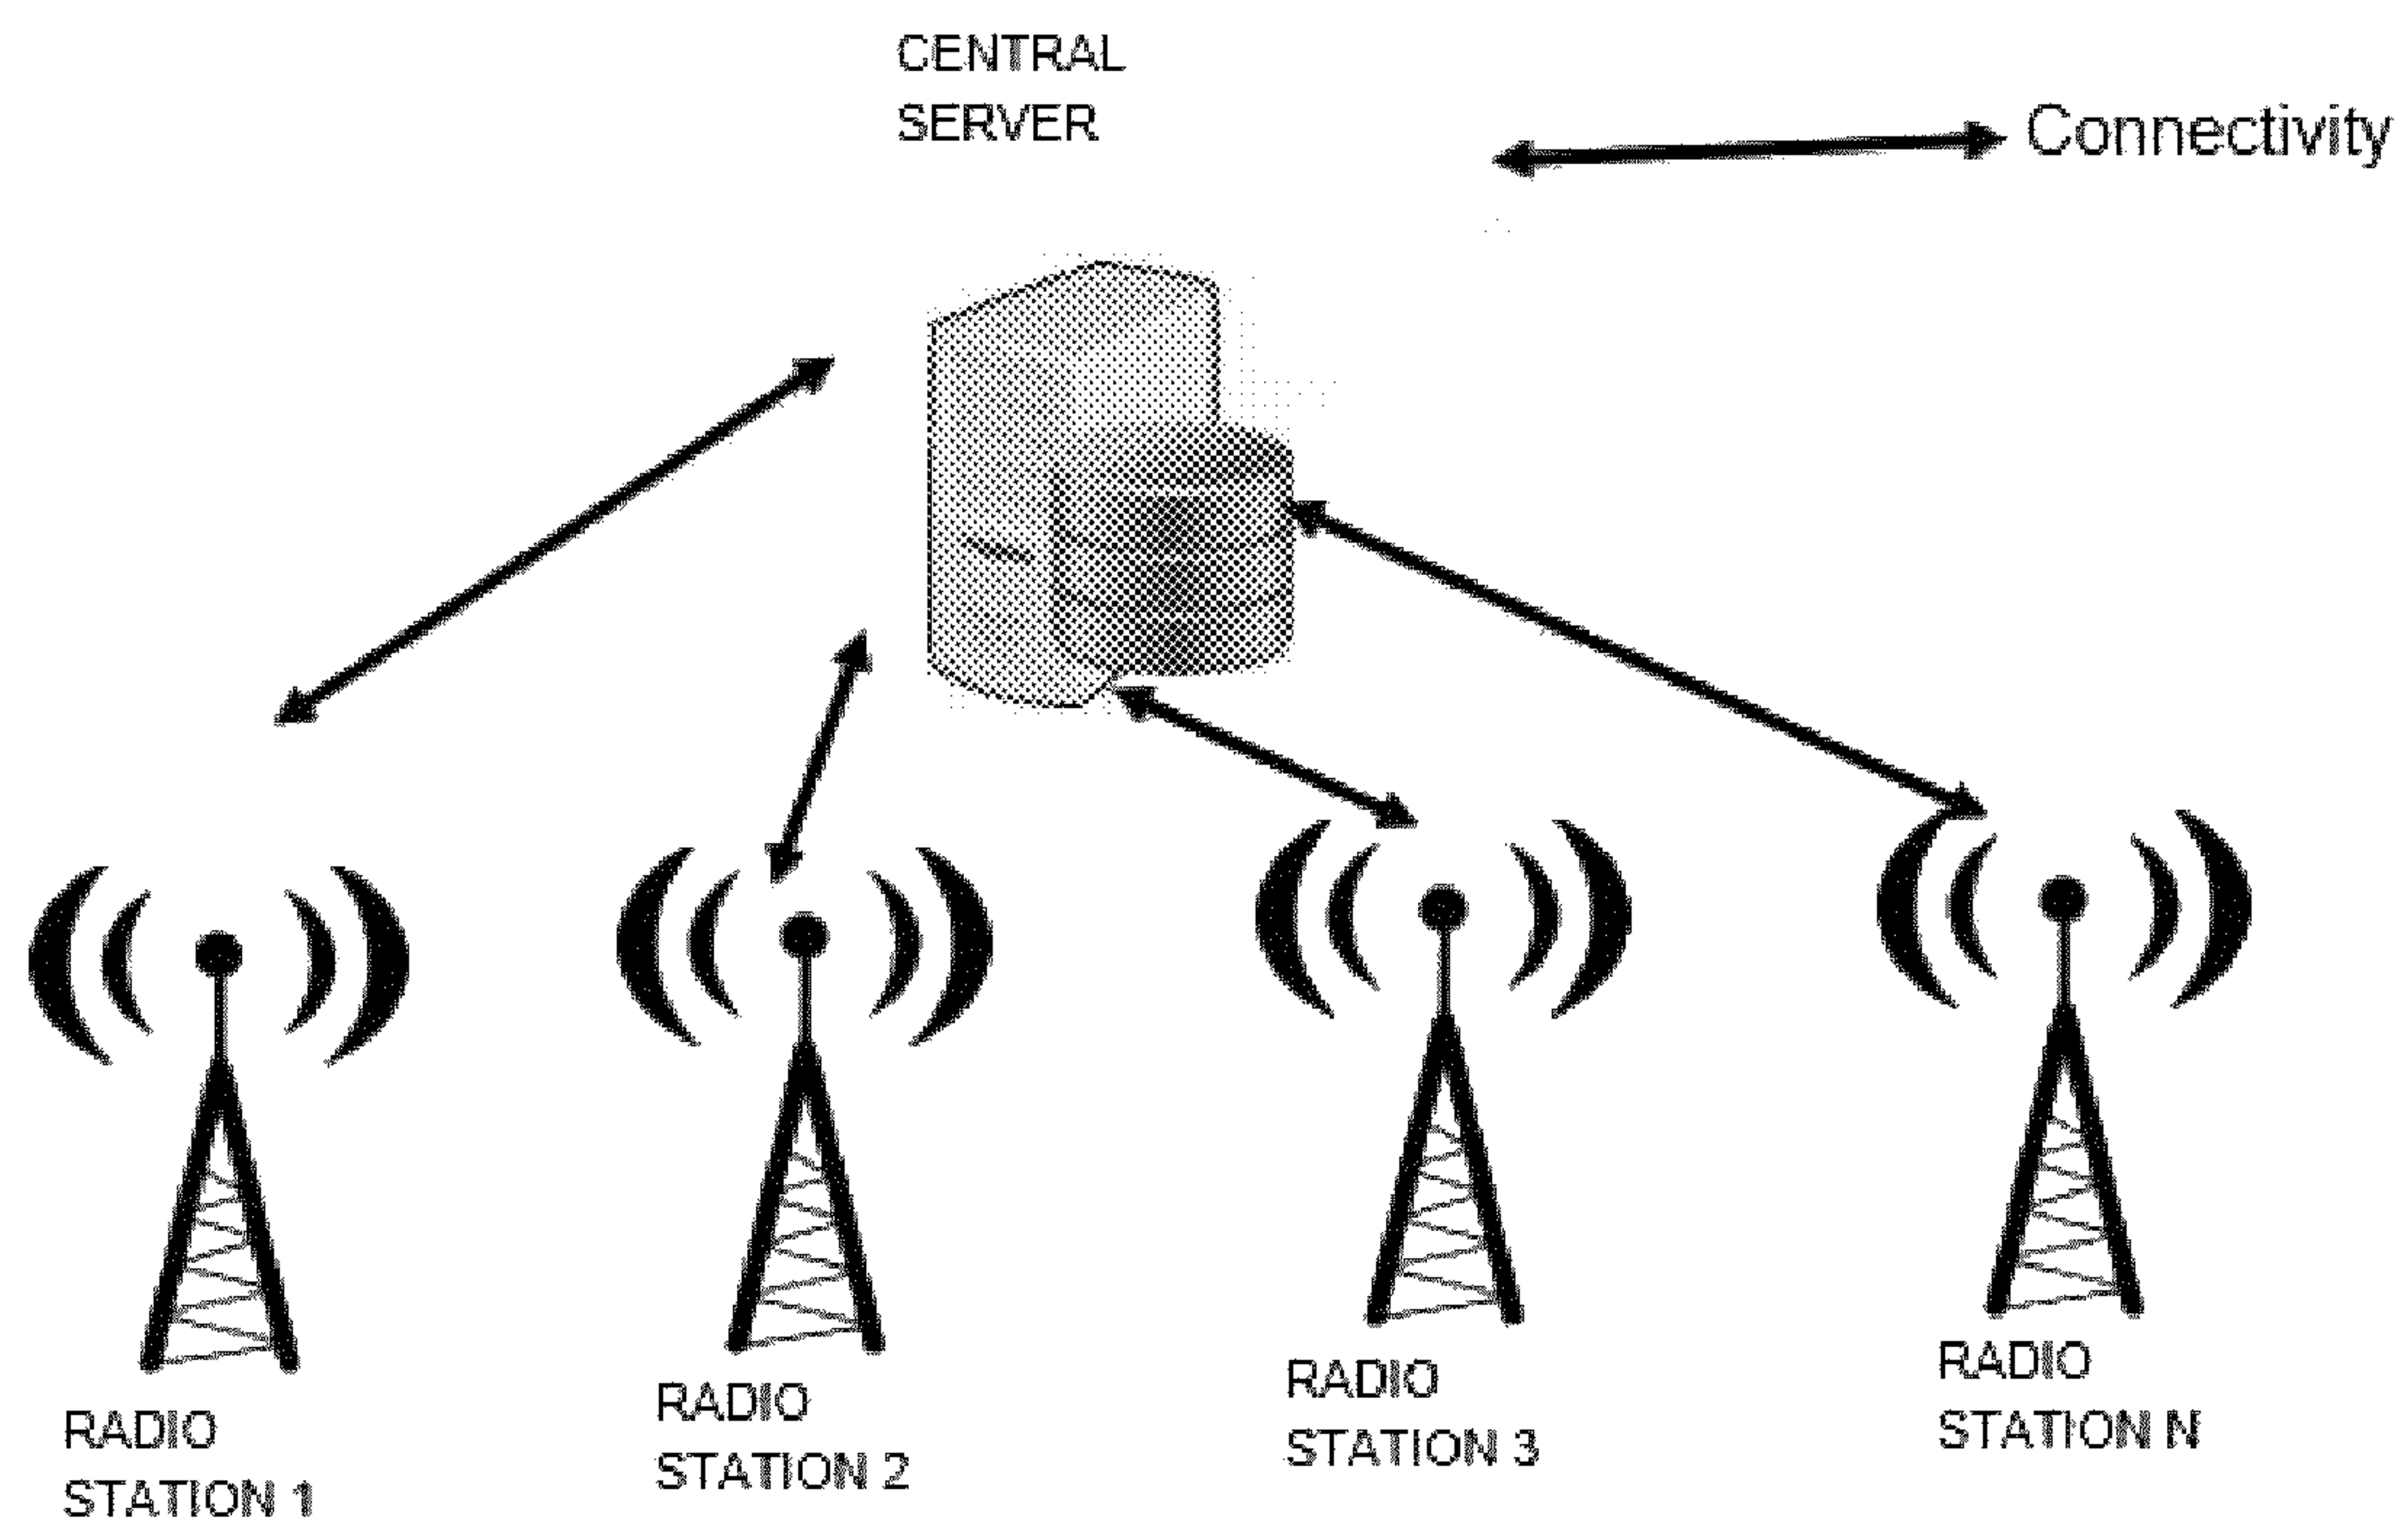 CENTRAL
SERVER
Connectivity
RADIO
STATION 1
RADIO
STATION 2
RADIO
STATION 3
RADIO
STATION N